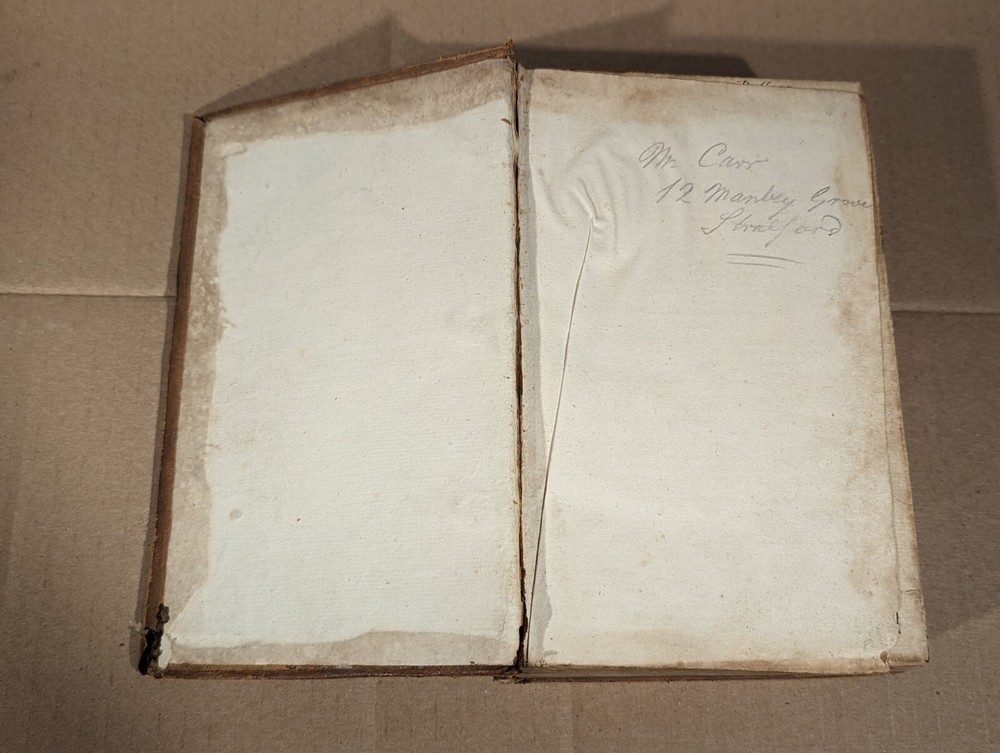 Mr. Carr
12 Manbey Grove
Stratford